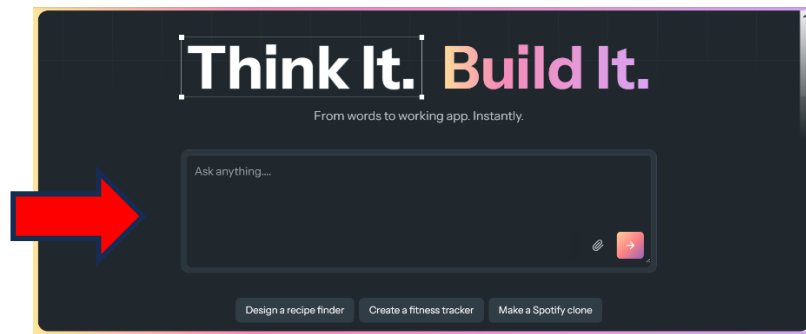 Think It. Build It.
From words to working app. Instantly.
Ask anything....
Design a recipe finder Create a fitness tracker Make a Spotify clone